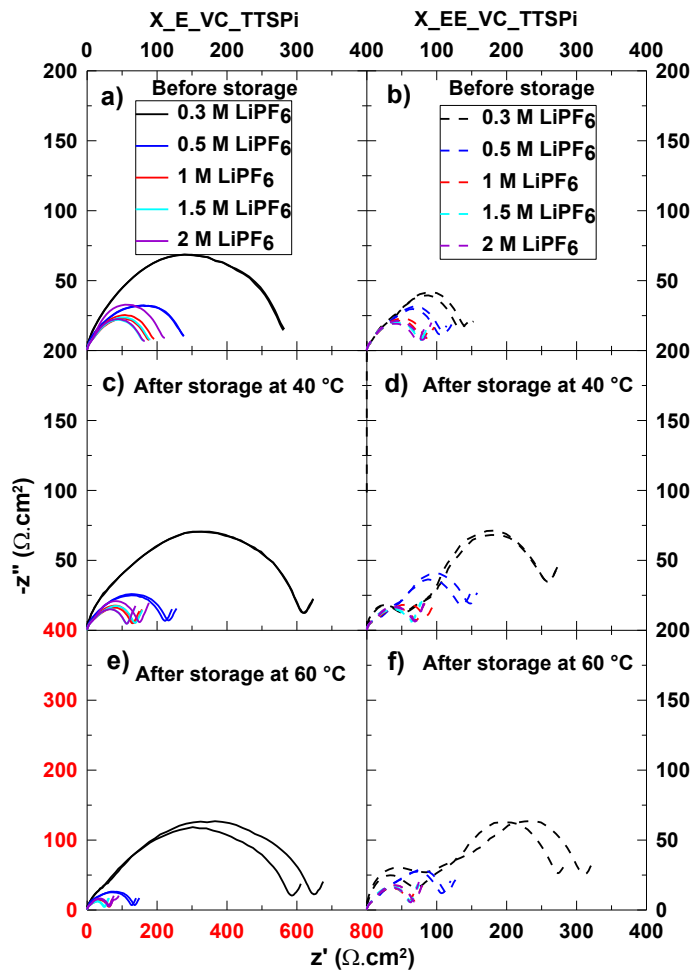 X_E_VC_TTSPi X_EE_VC_TTSPi
0 100 200 300 0 100 200 300 400
200 200
a) Before storage b) Before storage
0.3 M LiPF6 0.3 M LiPF6
0.5 M LiPF6 0.5 M LiPF6
1 M LiPF6 1 M LiPF6
1.5 M LiPF6 1.5 M LiPF6
2 M LiPF6 2 M LiPF6
150 150
100 100
50 50
200 200
c) After storage at 40 °C d) After storage at 40 °C
150 150
100 100
50 50
400 200
e) After storage at 60 °C f) After storage at 60 °C
300 150
200 100
100 50
0 0
0 200 400 600 800 100 200 300 400
-z'' (Ω.cm2)
z' (Ω.cm2)